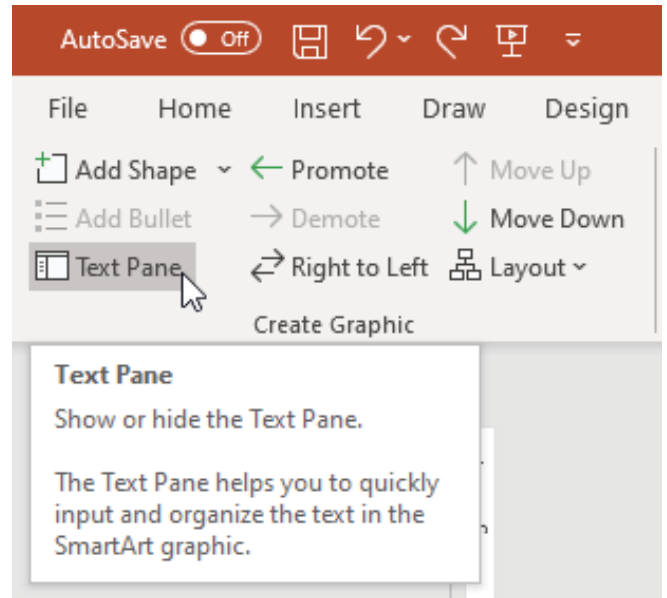 AutoSave Off
File Home Insert Draw Design
Add Shape Promote Move Up
Add Bullet Demote Move Down
Text Pane Right to Left Layout
Create Graphic
Text Pane
Show or hide the Text Pane.
The Text Pane helps you to quickly
input and organize the text in the
SmartArt graphic.